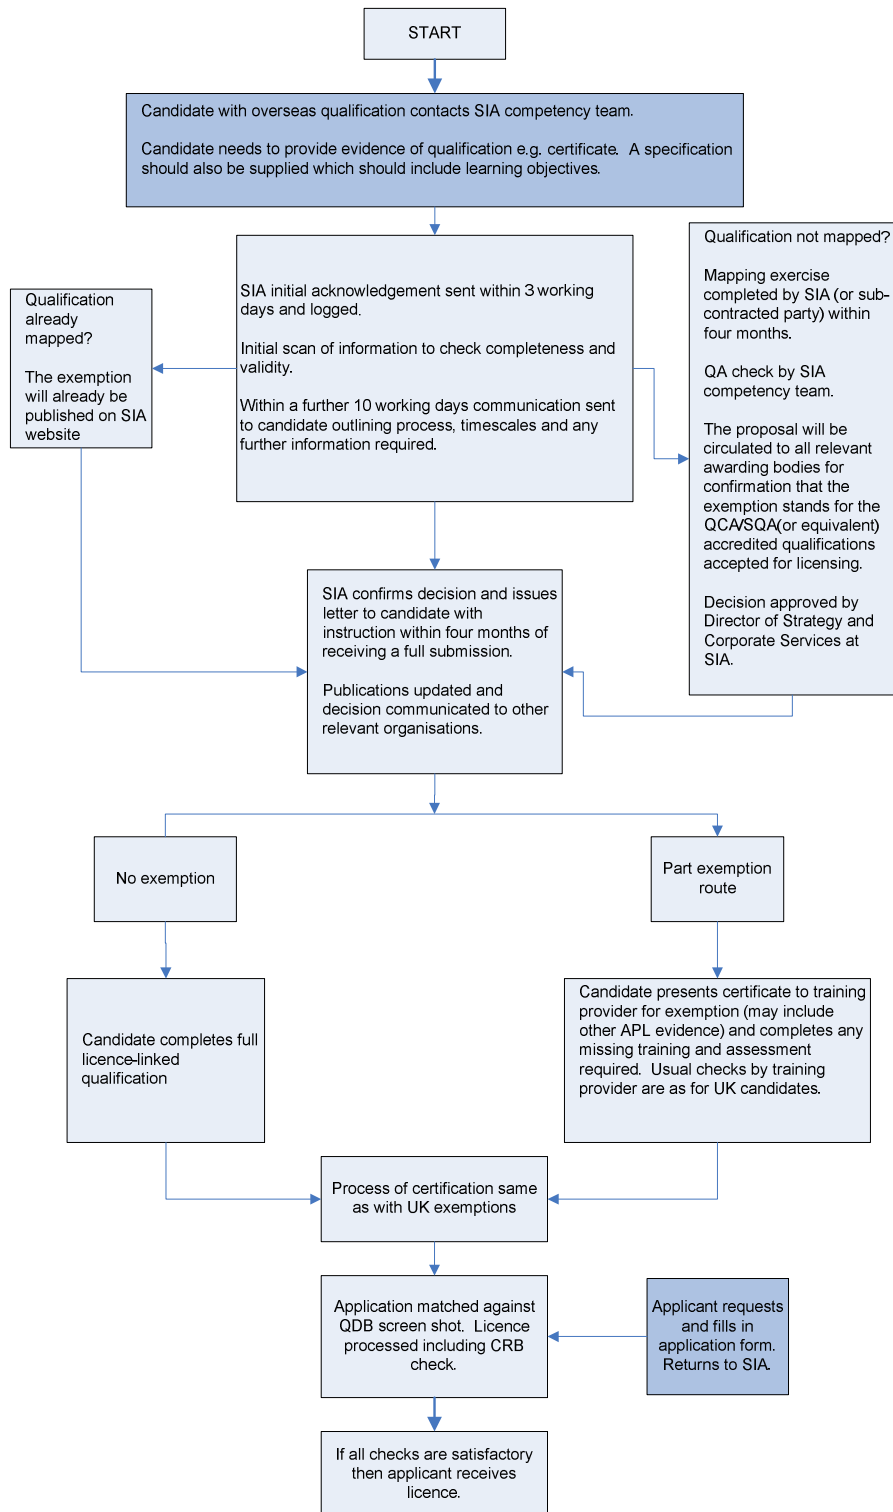 START
Candidate with overseas qualification contacts SIA competency team.
Candidate needs to provide evidence of qualification e.g. certificate. A specification
should also be supplied which should include learning objectives.
SIA initial acknowledgement sent within 3 working
days and logged.
Initial scan of information to check completeness and
validity.
Within a further 10 working days communication sent
to candidate outlining process, timescales and any
further information required.
Qualification
already
mapped?
The exemption
will already be
published on SIA
website
Qualification not mapped?
Mapping exercise
completed by SIA (or sub-
contracted party) within
four months.
QA check by SIA
competency team.
The proposal will be
circulated to all relevant
awarding bodies for
confirmation that the
exemption stands for the
QCA/SQA(or equivalent)
accredited qualifications
accepted for licensing.
Decision approved by
Director of Strategy and
Corporate Services at
SIA.
SIA confirms decision and issues
letter to candidate with
instruction within four months of
receiving a full submission.
Publications updated and
decision communicated to other
relevant organisations.
No exemption
Part exemption
route
Candidate completes full
licence-linked
qualification
Candidate presents certificate to training
provider for exemption (may include
other APL evidence) and completes any
missing training and assessment
required. Usual checks by training
provider are as for UK candidates.
Process of certification same
as with UK exemptions
Application matched against
QDB screen shot. Licence
processed including CRB
check.
Applicant requests
and fills in
application form.
Returns to SIA.
If all checks are satisfactory
then applicant receives
licence.